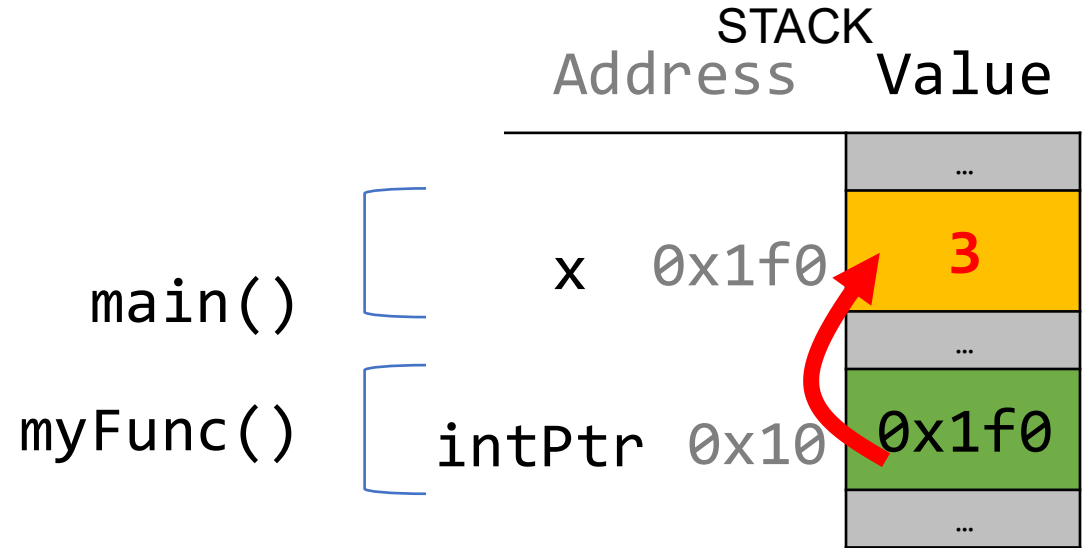 STACK
Address Value
…
x 0x1f0 3
main()
…
myFunc() intPtr 0x10 0x1f0
…